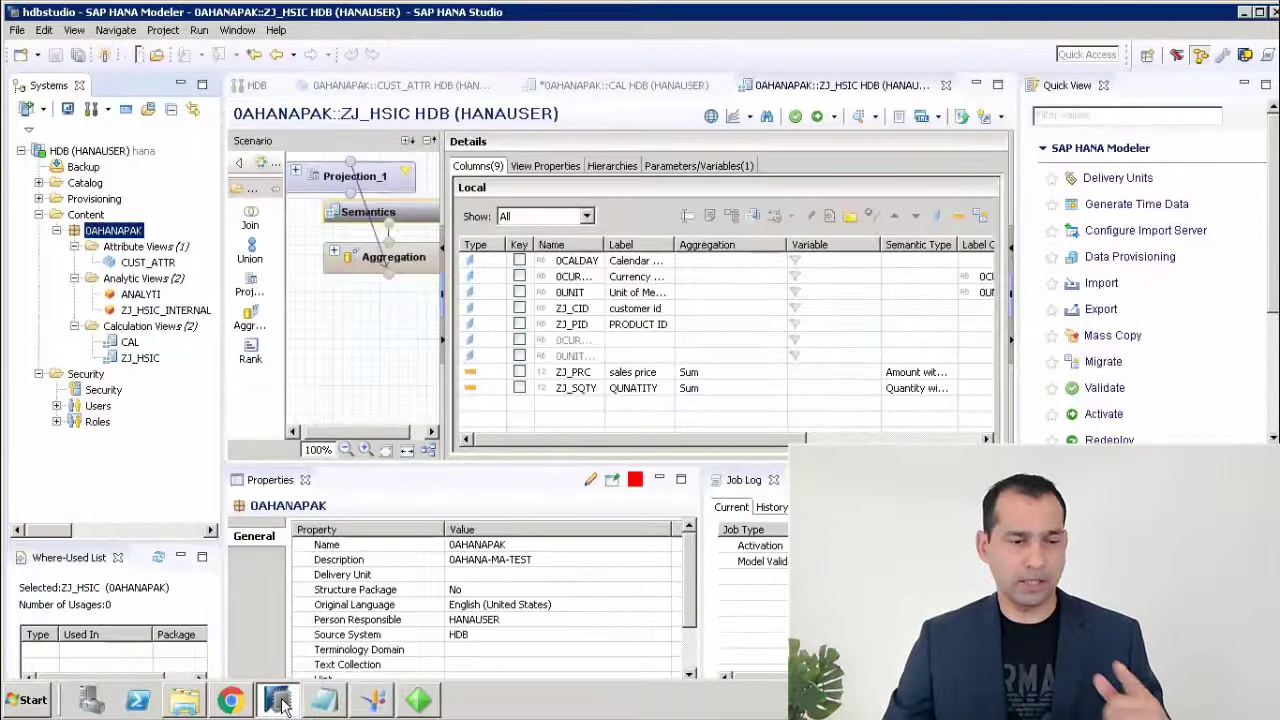 hdbstudio - SAP HANA Modeler - 0AHANAPAK::ZJ_HSIC HDB (HANAUSER) - SAP HANA Studio
File Edit View Navigate Project Run Window Help
Quick Access
Systems
HDB (HANAUSER) hana
Backup
Catalog
Provisioning
Content
0AHANAPAK
Attribute Views (1)
CUST_ATTR
Analytic Views (2)
ANALYTI
ZJ_HSIC_INTERNAL
Calculation Views (2)
CAL
ZJ_HSIC
Security
Security
Users
Roles
Where-Used List
Selected:ZJ_HSIC (0AHANAPAK)
Number of Usages:0
Type Used In Package
HDB 0AHANAPAK::CUST_ATTR HDB (HAN... *0AHANAPAK::CAL HDB (HANAUSER) 0AHANAPAK::ZJ_HSIC HDB (HANAU...
0AHANAPAK::ZJ_HSIC HDB (HANAUSER)
Scenario
...
...
Join
Union
Proj...
Aggr...
Rank
Projection_1
Semantics
Aggregation
100%
Details
Columns(9) View Properties Hierarchies Parameters/Variables(1)
Local
Show: All
Type Key Name Label Aggregation Variable Semantic Type Label C
0CALDAY Calendar ...
0CUR... Currency ... 0CU
0UNIT Unit of Me... 0UN
ZJ_CID customer id
ZJ_PID PRODUCT ID
0CUR...
0UNIT...
12 ZJ_PRC sales price Sum Amount wit...
12 ZJ_SQTY QUNATITY Sum Quantity wi...
Properties
0AHANAPAK
General
Property Value
Name 0AHANAPAK
Description 0AHANA-MA-TEST
Delivery Unit
Structure Package No
Original Language English (United States)
Person Responsible HANAUSER
Source System HDB
Terminology Domain
Text Collection
Job Log
Current History
Job Type
Activation
Model Valid
Quick View
SAP HANA Modeler
Delivery Units
Generate Time Data
Configure Import Server
Data Provisioning
Import
Export
Mass Copy
Migrate
Validate
Activate
Redeploy
Start